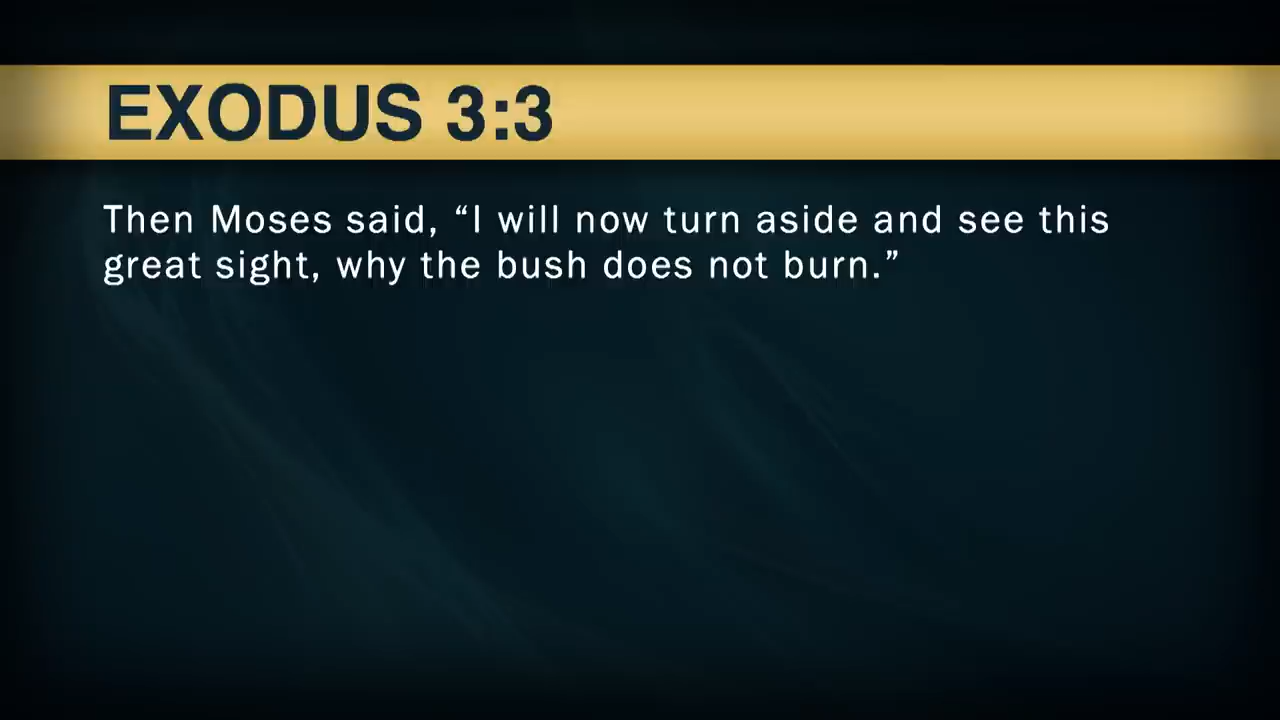 EXODUS 3:3
Then Moses said, “I will now turn aside and see this
great sight, why the bush does not burn.”